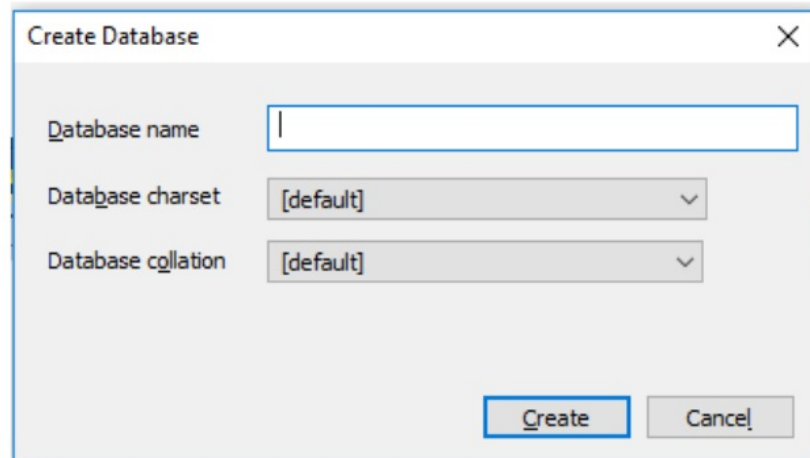 Create Database
Database name
Database charset [default]
Database collation [default]
Create Cancel